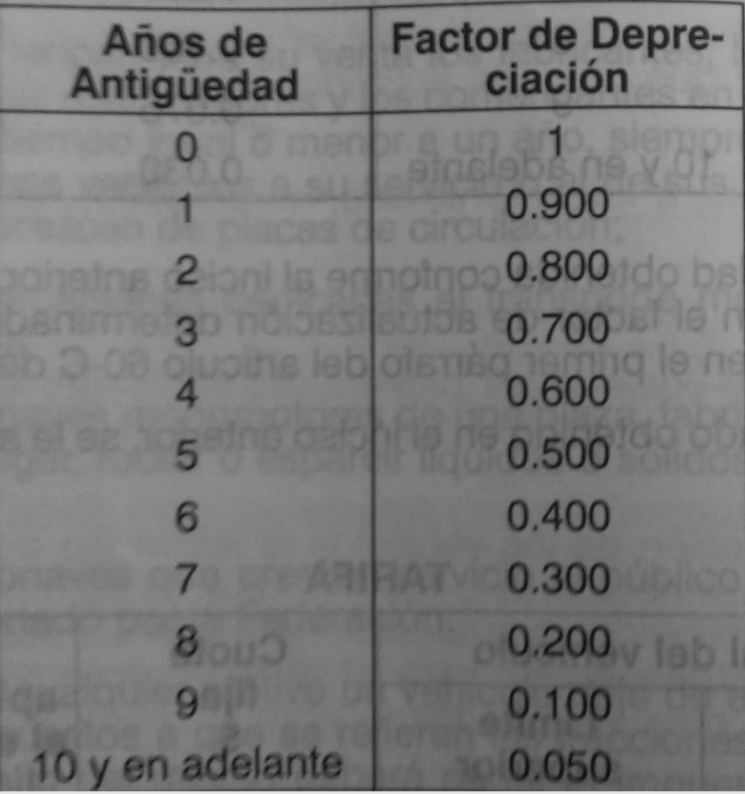 Años de Antigüedad | Factor de Depre-ciación
0 | 1
1 | 0.900
2 | 0.800
3 | 0.700
4 | 0.600
5 | 0.500
6 | 0.400
7 | 0.300
8 | 0.200
9 | 0.100
10 y en adelante | 0.050